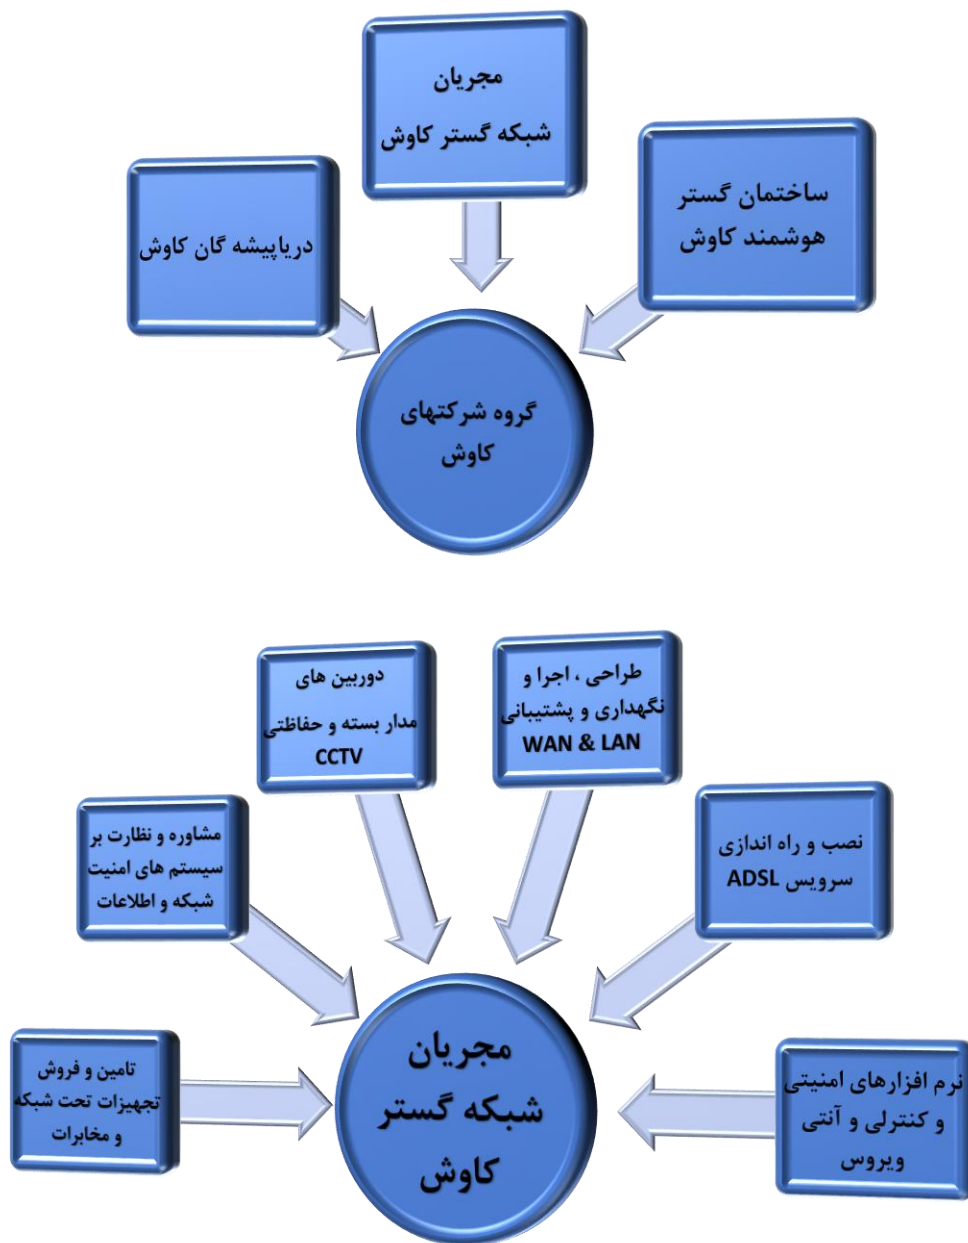 مجریان
شبکه گستر کاوش
ساختمان گستر
هوشمند کاوش
دریاپیشه گان کاوش
گروه شرکتهای
کاوش
طراحی ، اجرا و
نگهداری و پشتیبانی
WAN & LAN
دوربین های
مدار بسته و حفاظتی
CCTV
نصب و راه اندازی
سرویس ADSL
مشاوره و نظارت بر
سیستم های امنیت
شبکه و اطلاعات
نرم افزارهای امنیتی
و کنترلی و آنتی
ویروس
تامین و فروش
تجهیزات تحت شبکه
و مخابرات
مجریان
شبکه گستر
کاوش